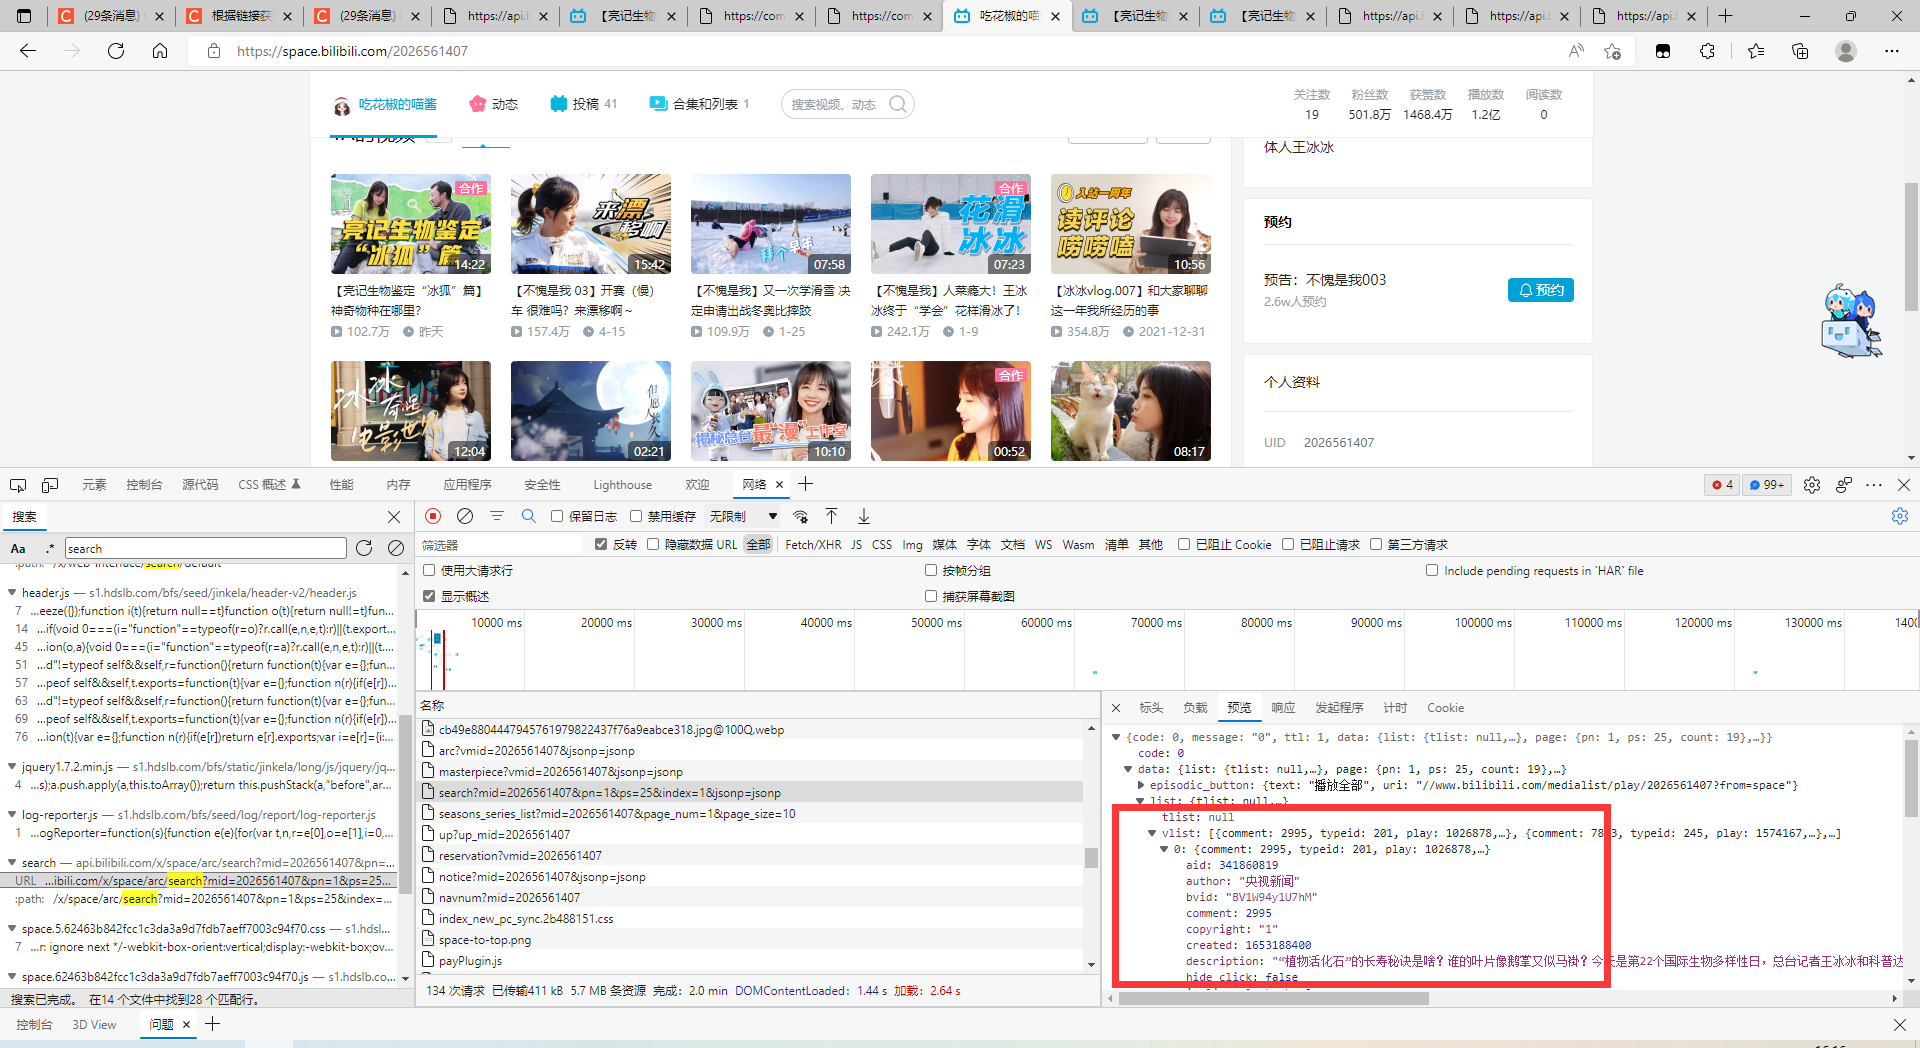 (29条消息)
根据链接获
(29条消息)
https://api.b
【亮记生物
https://com
https://com
吃花椒的喵
【亮记生物
【亮记生物
https://api.l
https://api.b
https://api.b
https://space.bilibili.com/2026561407
吃花椒的喵酱
动态
投稿 41
合集和列表 1
搜索视频、动态
关注数 粉丝数 获赞数 播放数 阅读数
19 501.8万 1468.4万 1.2亿 0
体人王冰冰
合作
亮记生物鉴定
“冰狐”篇
14:22
来漂移啊
15:42
拜个早年
07:58
合作
花滑冰冰
07:23
入站一周年
读评论
唠唠嗑
10:56
【亮记生物鉴定“冰狐”篇】
神奇物种在哪里?
102.7万 昨天
【不愧是我 03】开赛（慢）
车 很难吗？来漂移啊～
157.4万 4-15
【不愧是我】又一次学滑雪 决
定申请出战冬奥比摔跤
109.9万 1-25
【不愧是我】人菜瘾大！王冰
冰终于“学会”花样滑冰了！
242.1万 1-9
【冰冰vlog.007】和大家聊聊
这一年我所经历的事
354.8万 2021-12-31
预约
预告：不愧是我003
2.6w人预约
预约
个人资料
UID 2026561407
12:04
但愿人长久
02:21
揭秘总台最“漫”工作室
10:10
合作
00:52
08:17
元素 控制台 源代码 CSS 概述 性能 内存 应用程序 安全性 Lighthouse 欢迎 网络
4 99+
搜索
保留日志 禁用缓存 无限制
Aa .* search
筛选器 反转 隐藏数据 URL 全部 Fetch/XHR JS CSS Img 媒体 字体 文档 WS Wasm 清单 其他 已阻止 Cookie 已阻止请求 第三方请求
使用大请求行 按帧分组 Include pending requests in `HAR` file
显示概述 捕获屏幕截图
10000 ms 20000 ms 30000 ms 40000 ms 50000 ms 60000 ms 70000 ms 80000 ms 90000 ms 100000 ms 110000 ms 120000 ms 130000 ms 1400
:path: /x/web-interface/search/default
header.js — s1.hdslb.com/bfs/seed/jinkela/header-v2/header.js
7 ...eeze({});function i(t){return null==t}function o(t){return null!=t}fun...
14 ...if(void 0===(i="function"==typeof(r=o)?r.call(e,n,e,t):r)||(t.export...
45 ...ion(o,a){void 0===(i="function"==typeof(r=a)?r.call(e,n,e,t):r)||(t....
51 ...d"!=typeof self&&self,r=function(){return function(t){var e={};fun...
57 ...peof self&&self,t.exports=function(t){var e={};function n(r){if(e[r])...
63 ...d"!=typeof self&&self,r=function(){return function(t){var e={};fun...
69 ...peof self&&self,t.exports=function(t){var e={};function n(r){if(e[r])...
76 ...ion(t){var e={};function n(r){if(e[r])return e[r].exports;var i=e[r]={i:...
jquery1.7.2.min.js — s1.hdslb.com/bfs/static/jinkela/long/js/jquery/jq...
4 ...s);a.push.apply(a,this.toArray());return this.pushStack(a,"before",ar...
log-reporter.js — s1.hdslb.com/bfs/seed/log/report/log-reporter.js
1 ...ogReporter=function(s){function e(e){for(var t,n,r=e[0],o=e[1],i=0,...
search — api.bilibili.com/x/space/arc/search?mid=2026561407&pn=...
URL ...ibili.com/x/space/arc/search?mid=2026561407&pn=1&ps=25...
:path: /x/space/arc/search?mid=2026561407&pn=1&ps=25&index=...
space.5.62463b842fcc1c3da3a9d7fdb7aeff7003c94f70.css — s1.hdsl...
7 ...r: ignore next */-webkit-box-orient:vertical;display:-webkit-box;ov...
space.62463b842fcc1c3da3a9d7fdb7aeff7003c94f70.js — s1.hdslb.co...
搜索已完成。 在14 个文件中找到28 个匹配行。
名称
cb49e8804447945761979822437f76a9eabce318.jpg@100Q.webp
arc?vmid=2026561407&jsonp=jsonp
masterpiece?vmid=2026561407&jsonp=jsonp
search?mid=2026561407&pn=1&ps=25&index=1&jsonp=jsonp
seasons_series_list?mid=2026561407&page_num=1&page_size=10
up?up_mid=2026561407
reservation?vmid=2026561407
notice?mid=2026561407&jsonp=jsonp
navnum?mid=2026561407
index_new_pc_sync.2b488151.css
space-to-top.png
payPlugin.js
134 次请求 已传输411 kB 5.7 MB 条资源 完成：2.0 min DOMContentLoaded：1.44 s 加载：2.64 s
标头 负载 预览 响应 发起程序 计时 Cookie
{code: 0, message: "0", ttl: 1, data: {list: {tlist: null,…}, page: {pn: 1, ps: 25, count: 19},…}}
code: 0
data: {list: {tlist: null,…}, page: {pn: 1, ps: 25, count: 19},…}
episodic_button: {text: "播放全部", uri: "//www.bilibili.com/medialist/play/2026561407?from=space"}
list: {tlist: null,…}
tlist: null
vlist: [{comment: 2995, typeid: 201, play: 1026878,…}, {comment: 78 3, typeid: 245, play: 1574167,…},…]
0: {comment: 2995, typeid: 201, play: 1026878,…}
aid: 341860819
author: "央视新闻"
bvid: "BV1W94y1U7hM"
comment: 2995
copyright: "1"
created: 1653188400
description: "“植物活化石”的长寿秘诀是啥？谁的叶片像鹅掌又似马褂？今天是第22个国际生物多样性日，总台记者王冰冰和科普达
hide_click: false
控制台 3D View 问题